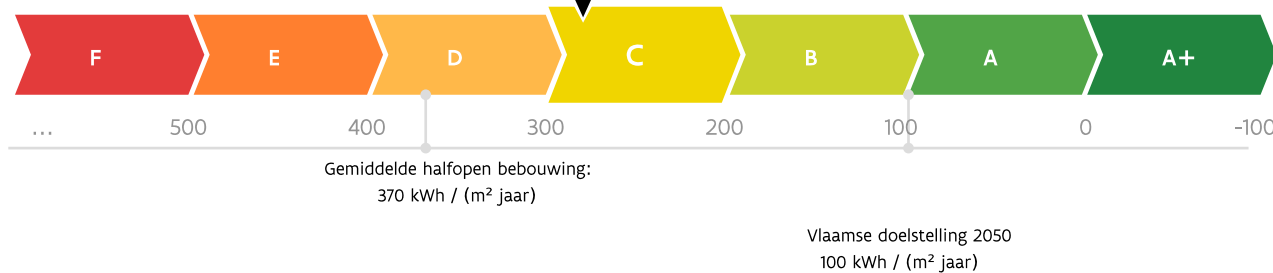 F E D C B A A+
... 500 400 300 200 100 0 -100
Gemiddelde halfopen bebouwing:
370 kWh / (m² jaar)
Vlaamse doelstelling 2050
100 kWh / (m² jaar)